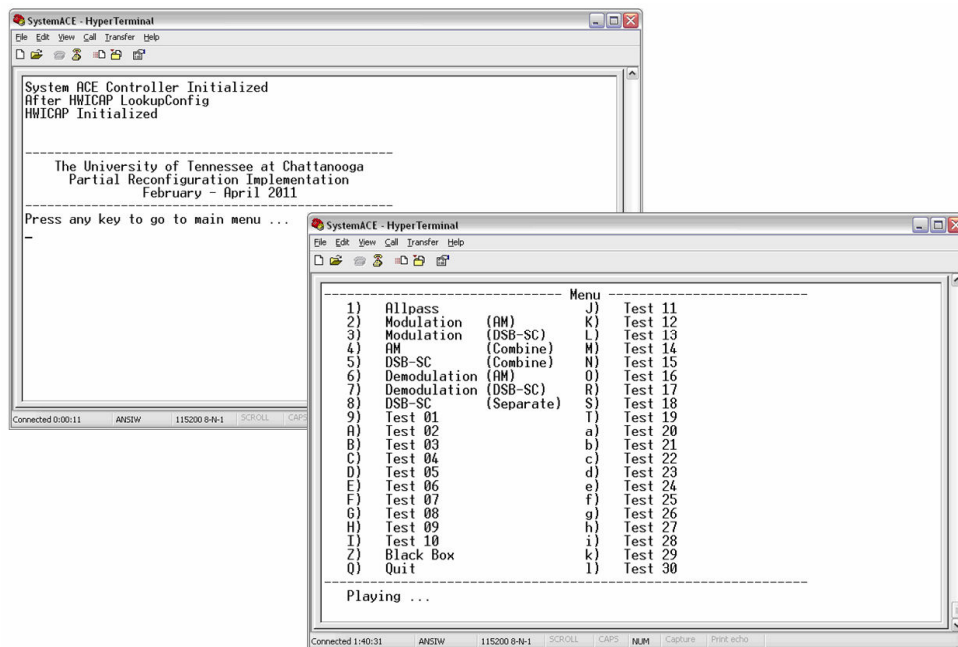 SystemACE - HyperTerminal
File Edit View Call Transfer Help
System ACE Controller Initialized
After HWICAP LookupConfig
HWICAP Initialized
--------------------------------------------------
The University of Tennessee at Chattanooga
Partial Reconfiguration Implementation
February - April 2011
--------------------------------------------------
Press any key to go to main menu ...
_
Connected 0:00:11 ANSIW 115200 8-N-1 SCROLL CAPS
SystemACE - HyperTerminal
File Edit View Call Transfer Help
------------------------------- Menu --------------------------
1) Allpass J) Test 11
2) Modulation (AM) K) Test 12
3) Modulation (DSB-SC) L) Test 13
4) AM (Combine) M) Test 14
5) DSB-SC (Combine) N) Test 15
6) Demodulation (AM) O) Test 16
7) Demodulation (DSB-SC) R) Test 17
8) DSB-SC (Separate) S) Test 18
9) Test 01 T) Test 19
A) Test 02 a) Test 20
B) Test 03 b) Test 21
C) Test 04 c) Test 22
D) Test 05 d) Test 23
E) Test 06 e) Test 24
F) Test 07 f) Test 25
G) Test 08 g) Test 26
H) Test 09 h) Test 27
I) Test 10 i) Test 28
Z) Black Box k) Test 29
Q) Quit l) Test 30
---------------------------------------------------------------
Playing ...
Connected 1:40:31 ANSIW 115200 8-N-1 SCROLL CAPS NUM Capture Print echo